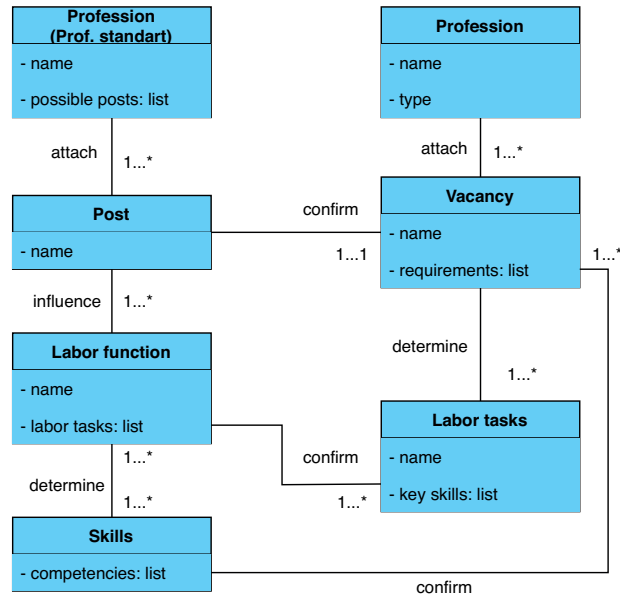 Profession
(Prof. standart)
- name
- possible posts: list
Profession
- name
- type
attach
1...*
attach
1...*
Post
- name
confirm
1...1
Vacancy
- name
- requirements: list
1...*
influence
1...*
determine
1...*
Labor function
- name
- labor tasks: list
1...*
confirm
1...*
Labor tasks
- name
- key skills: list
determine
1...*
Skills
- competencies: list
confirm